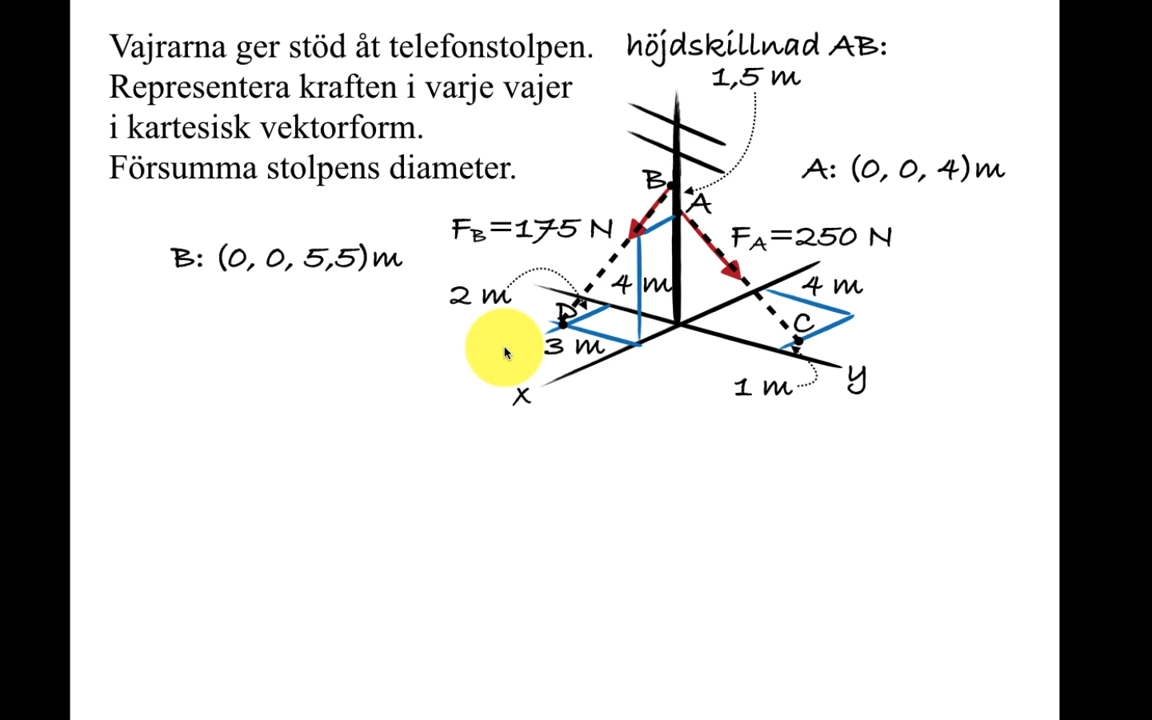 Vajrarna ger stöd åt telefonstolpen.
Representera kraften i varje vajer
i kartesisk vektorform.
Försumma stolpens diameter.
höjdskillnad AB:
1,5 m
A: (0, 0, 4)m
B
A
F_B=175 N
F_A=250 N
B: (0, 0, 5,5)m
2 m
4 m
4 m
D
C
3 m
1 m
y
x